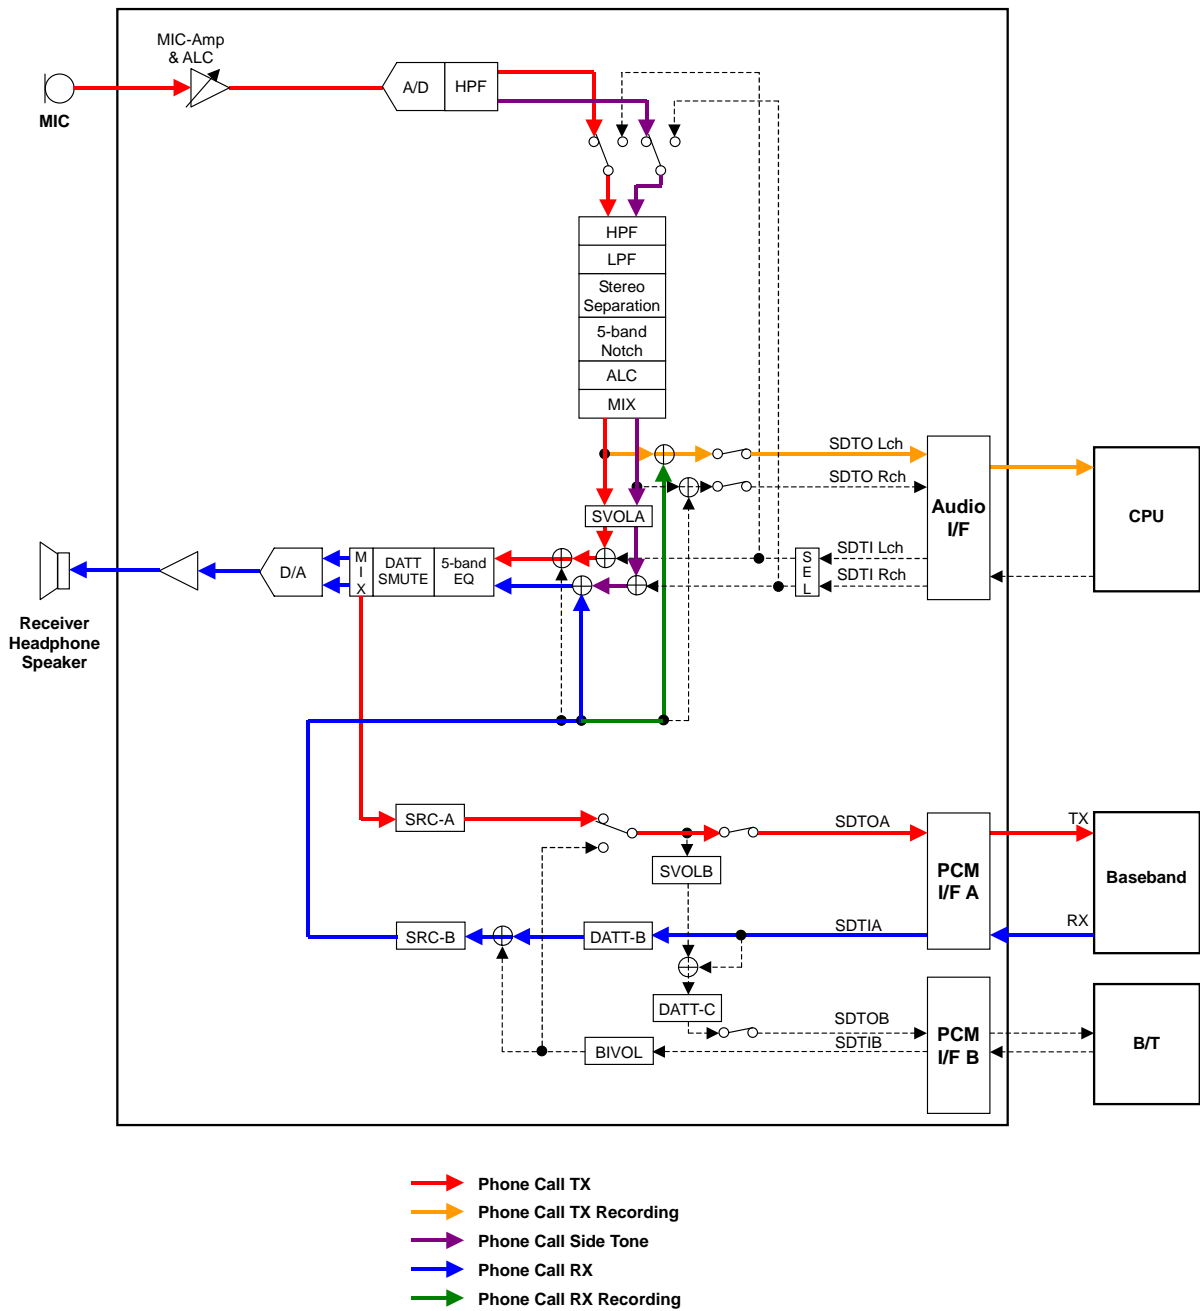 MIC-Amp
& ALC
MIC
A/D
HPF
HPF
LPF
Stereo
Separation
5-band
Notch
ALC
MIX
SDTO Lch
SDTO Rch
SVOLA
Audio
I/F
CPU
SDTI Lch
SDTI Rch
SEL
D/A
MIX
DATT
SMUTE
5-band
EQ
Receiver
Headphone
Speaker
SRC-A
SDTOA
TX
SVOLB
PCM
I/F A
Baseband
SRC-B
DATT-B
SDTIA
RX
DATT-C
SDTOB
BIVOL
SDTIB
PCM
I/F B
B/T
Phone Call TX
Phone Call TX Recording
Phone Call Side Tone
Phone Call RX
Phone Call RX Recording